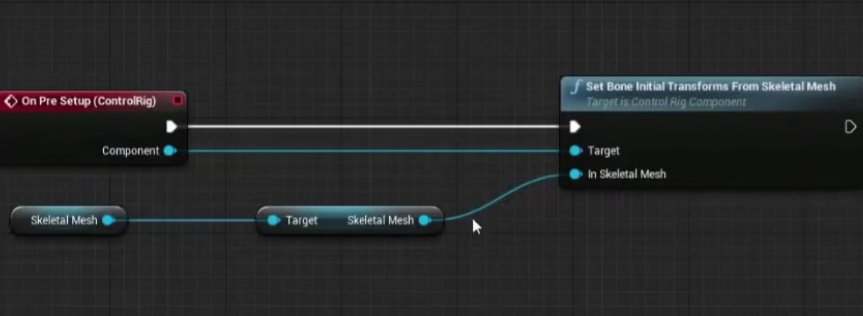 On Pre Setup (ControlRig)
Component
Skeletal Mesh
Target Skeletal Mesh
Set Bone Initial Transforms From Skeletal Mesh
Target is Control Rig Component
Target
In Skeletal Mesh